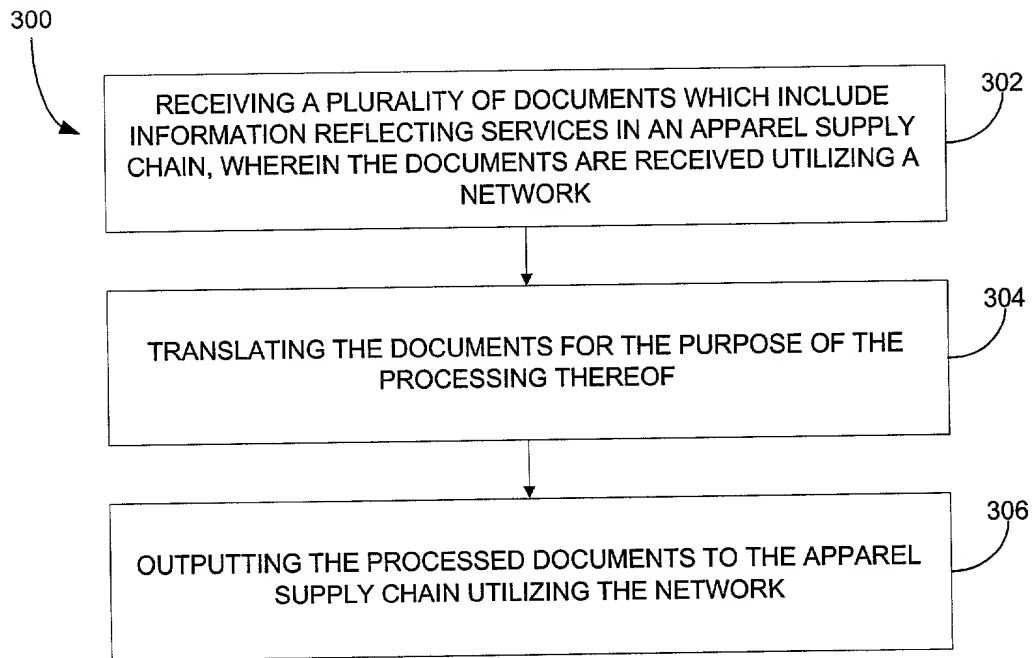 300
302
RECEIVING A PLURALITY OF DOCUMENTS WHICH INCLUDE
INFORMATION REFLECTING SERVICES IN AN APPAREL SUPPLY
CHAIN, WHEREIN THE DOCUMENTS ARE RECEIVED UTILIZING A
NETWORK
304
TRANSLATING THE DOCUMENTS FOR THE PURPOSE OF THE
PROCESSING THEREOF
306
OUTPUTTING THE PROCESSED DOCUMENTS TO THE APPAREL
SUPPLY CHAIN UTILIZING THE NETWORK